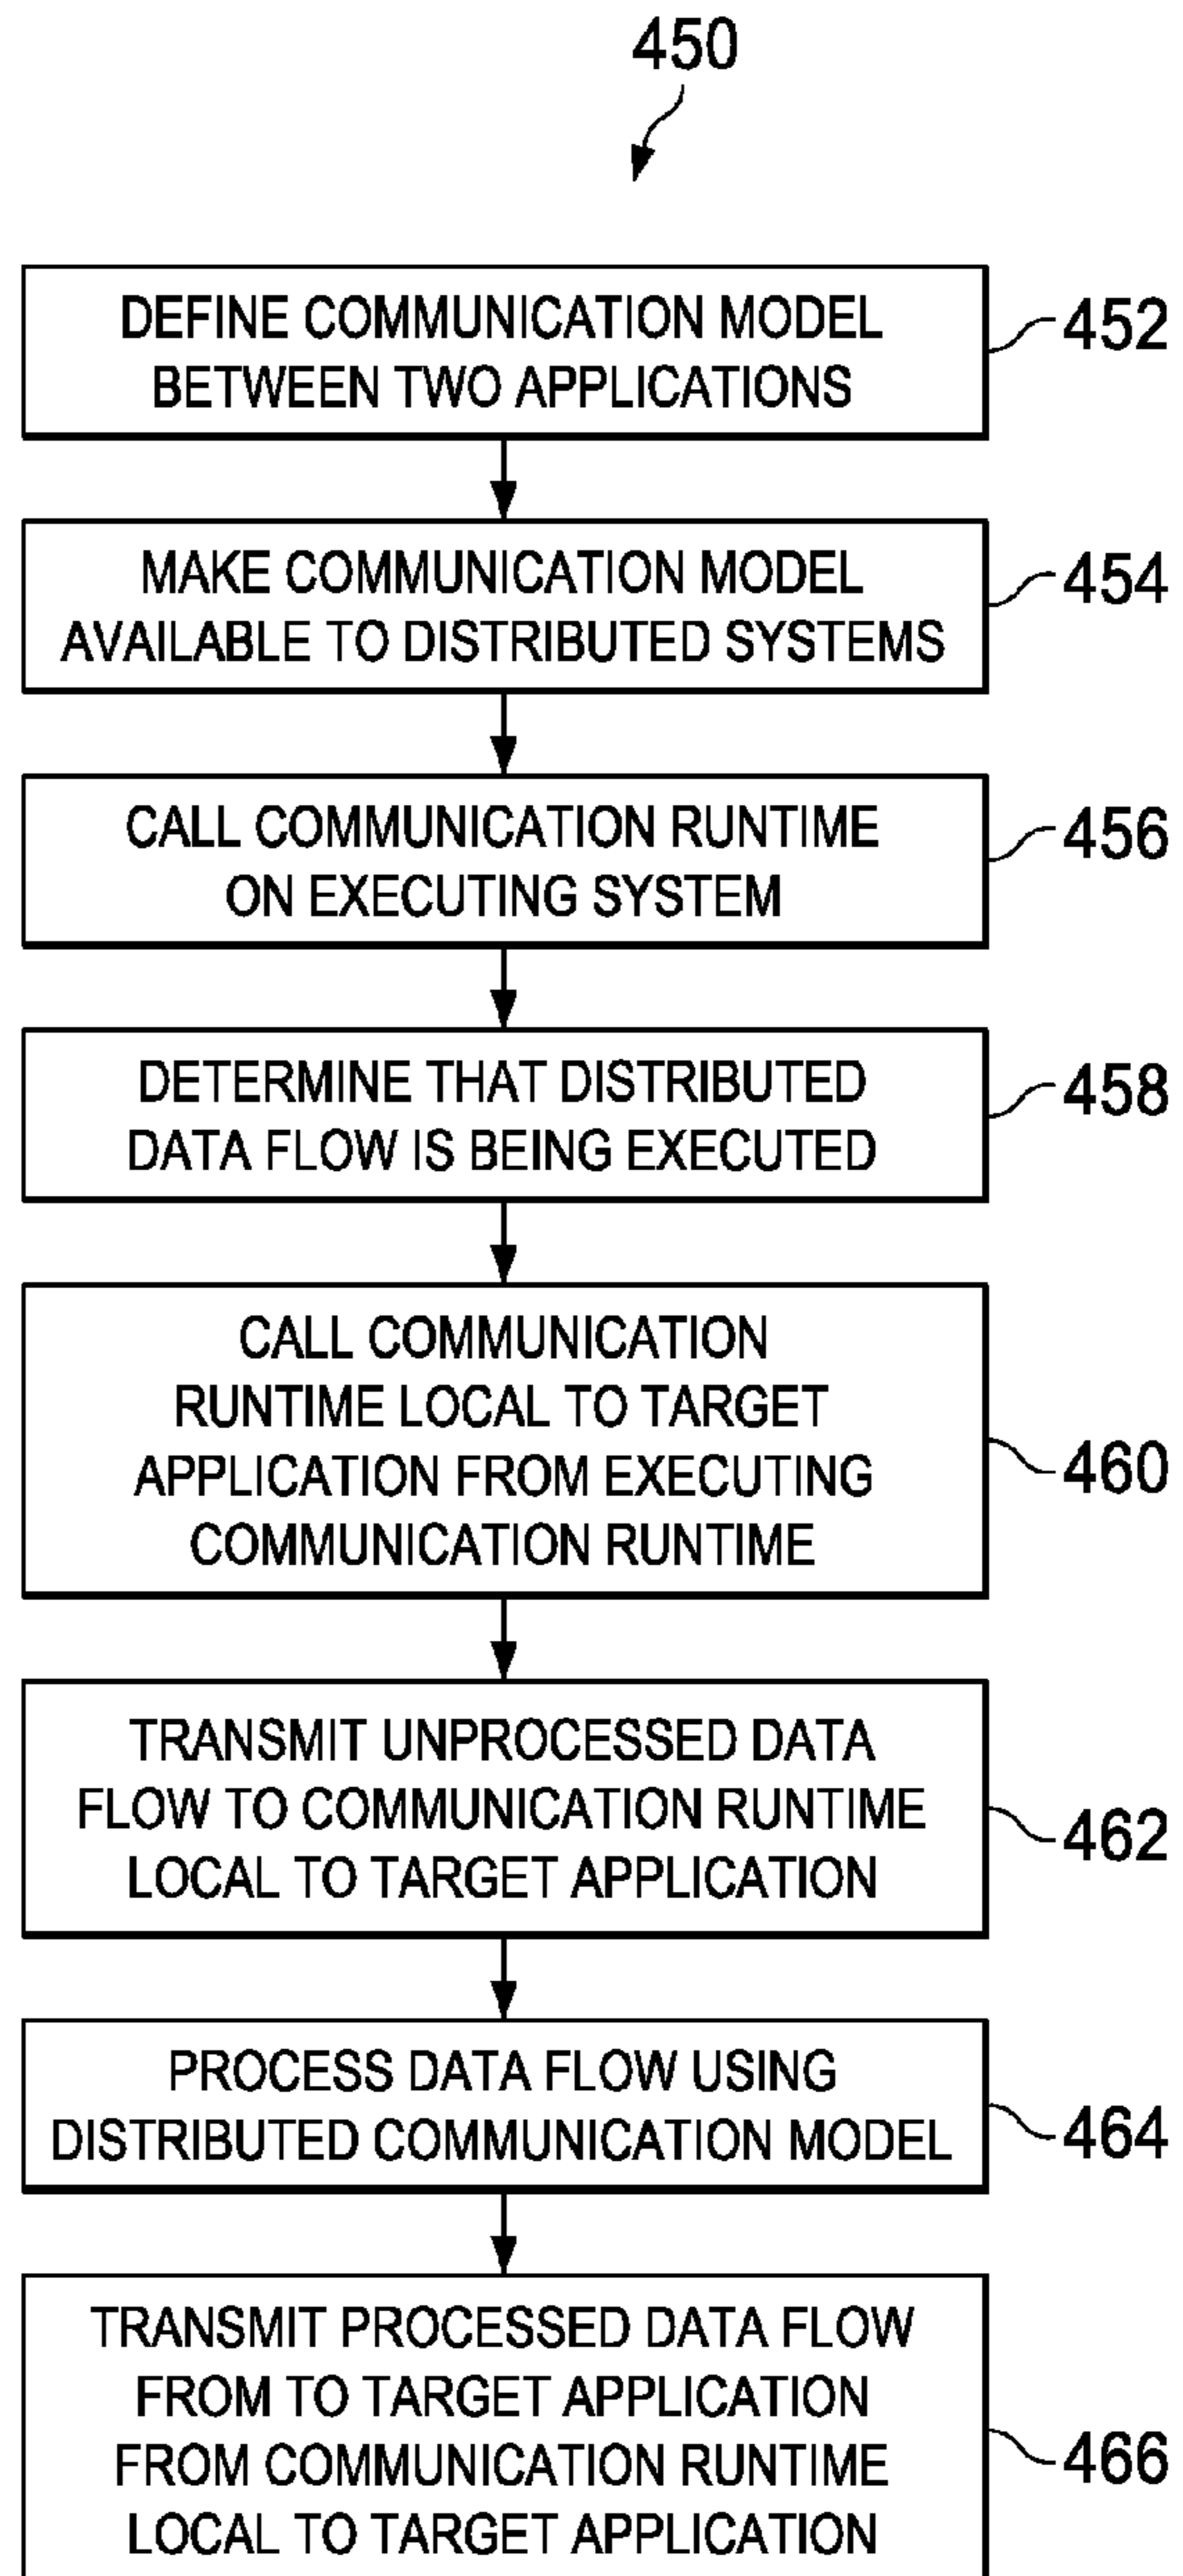 450
DEFINE COMMUNICATION MODEL
BETWEEN TWO APPLICATIONS
452
MAKE COMMUNICATION MODEL
AVAILABLE TO DISTRIBUTED SYSTEMS
454
CALL COMMUNICATION RUNTIME
ON EXECUTING SYSTEM
456
DETERMINE THAT DISTRIBUTED
DATA FLOW IS BEING EXECUTED
458
CALL COMMUNICATION
RUNTIME LOCAL TO TARGET
APPLICATION FROM EXECUTING
COMMUNICATION RUNTIME
460
TRANSMIT UNPROCESSED DATA
FLOW TO COMMUNICATION RUNTIME
LOCAL TO TARGET APPLICATION
462
PROCESS DATA FLOW USING
DISTRIBUTED COMMUNICATION MODEL
464
TRANSMIT PROCESSED DATA FLOW
FROM TO TARGET APPLICATION
FROM COMMUNICATION RUNTIME
LOCAL TO TARGET APPLICATION
466